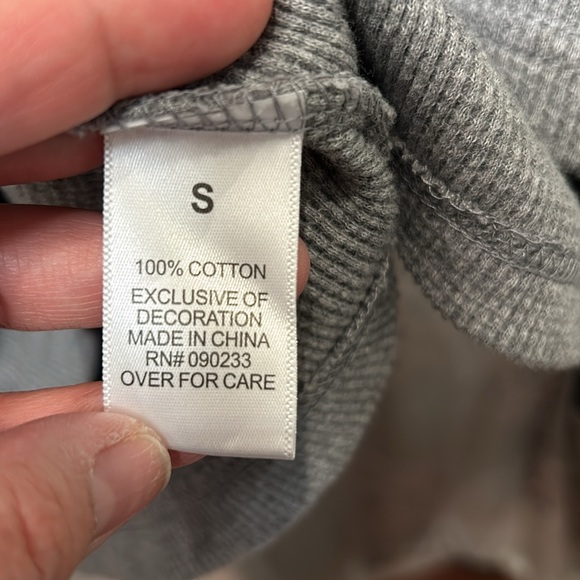 S
100% COTTON
EXCLUSIVE OF
DECORATION
MADE IN CHINA
RN# 090233
OVER FOR CARE